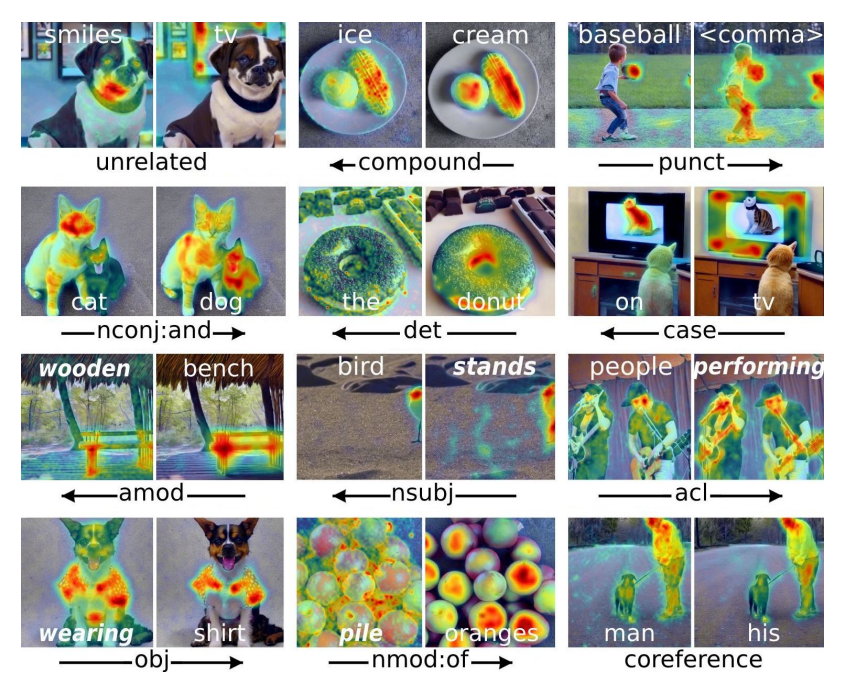 smiles tv ice cream baseball <comma>
unrelated compound punct
cat dog the donut on tv
nconj:and det case
wooden bench bird stands people performing
amod nsubj acl
wearing shirt pile oranges man his
obj nmod:of coreference